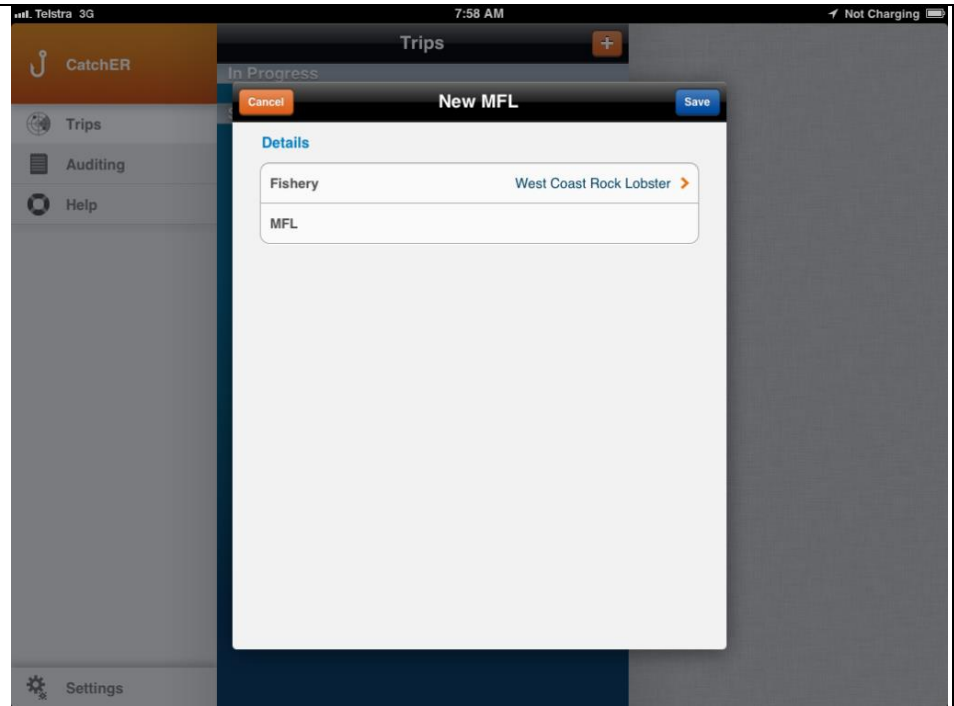 Telstra 3G 7:58 AM Not Charging
CatchER
Trips
Auditing
Help
Settings
Trips +
In Progress
Cancel New MFL Save
Details
Fishery West Coast Rock Lobster >
MFL